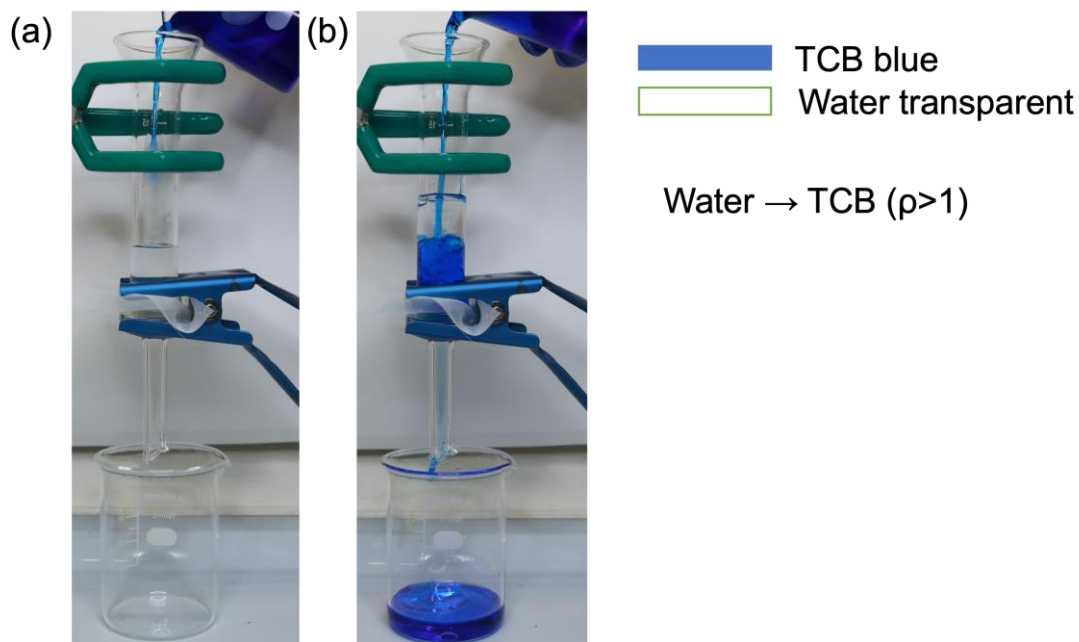 (a)
(b)
TCB blue
Water transparent
Water → TCB (ρ>1)